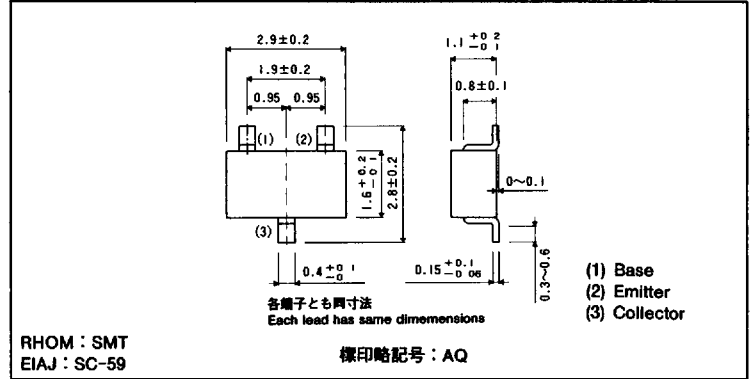 2.9±0.2
1.9±0.2
0.95 0.95
(1) (2)
(3)
1.6 +0.2 -0.1
2.8±0.2
0.4 +0.1 -0
各端子とも同寸法
Each lead has same dimemensions
1.1 +0.2 -0.1
0.8±0.1
0～0.1
0.15 +0.1 -0.06
0.3～0.6
(1) Base
(2) Emitter
(3) Collector
RHOM：SMT
EIAJ：SC-59
標印略記号：AQ